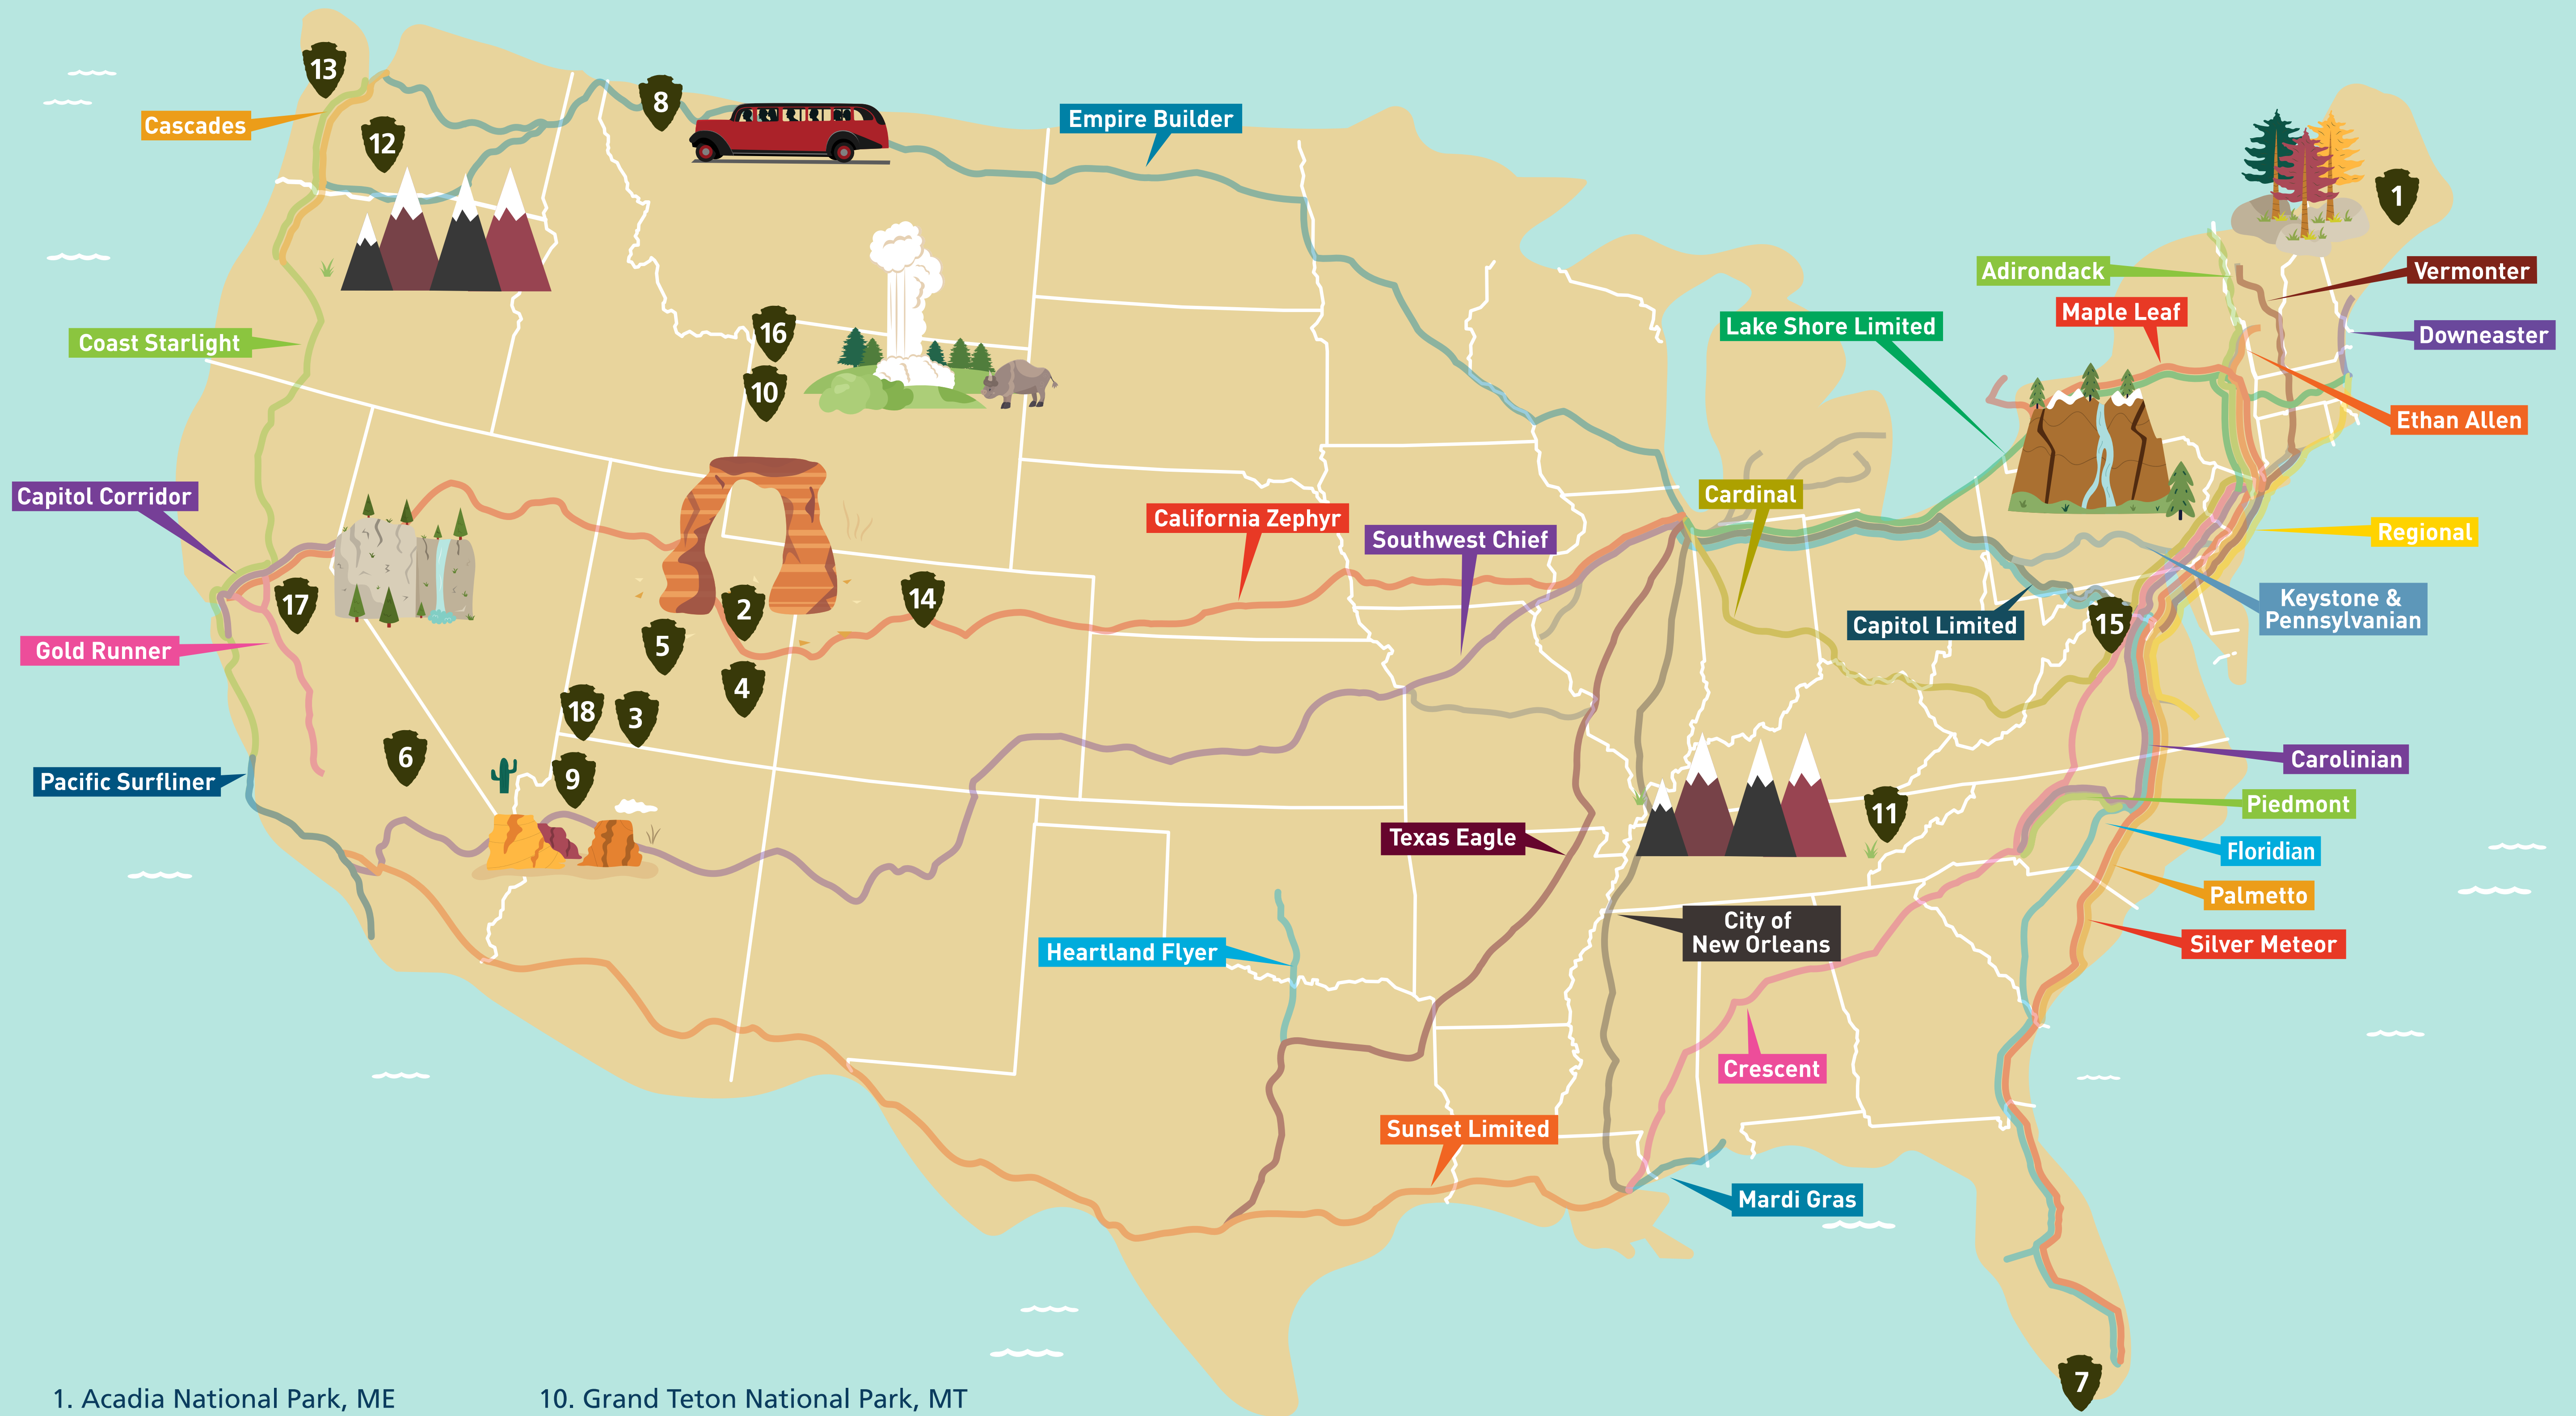 13
Cascades
12
8
Empire Builder
1
Adirondack
Vermonter
Maple Leaf
Lake Shore Limited
Downeaster
Coast Starlight
16
10
Ethan Allen
Capitol Corridor
Cardinal
California Zephyr
Southwest Chief
Regional
17
2
14
Keystone &
Pennsylvanian
Capitol Limited
15
Gold Runner
5
4
18
3
6
9
Pacific Surfliner
Carolinian
Piedmont
11
Texas Eagle
Floridian
Palmetto
City of
New Orleans
Silver Meteor
Heartland Flyer
Crescent
Sunset Limited
Mardi Gras
7
1. Acadia National Park, ME
10. Grand Teton National Park, MT